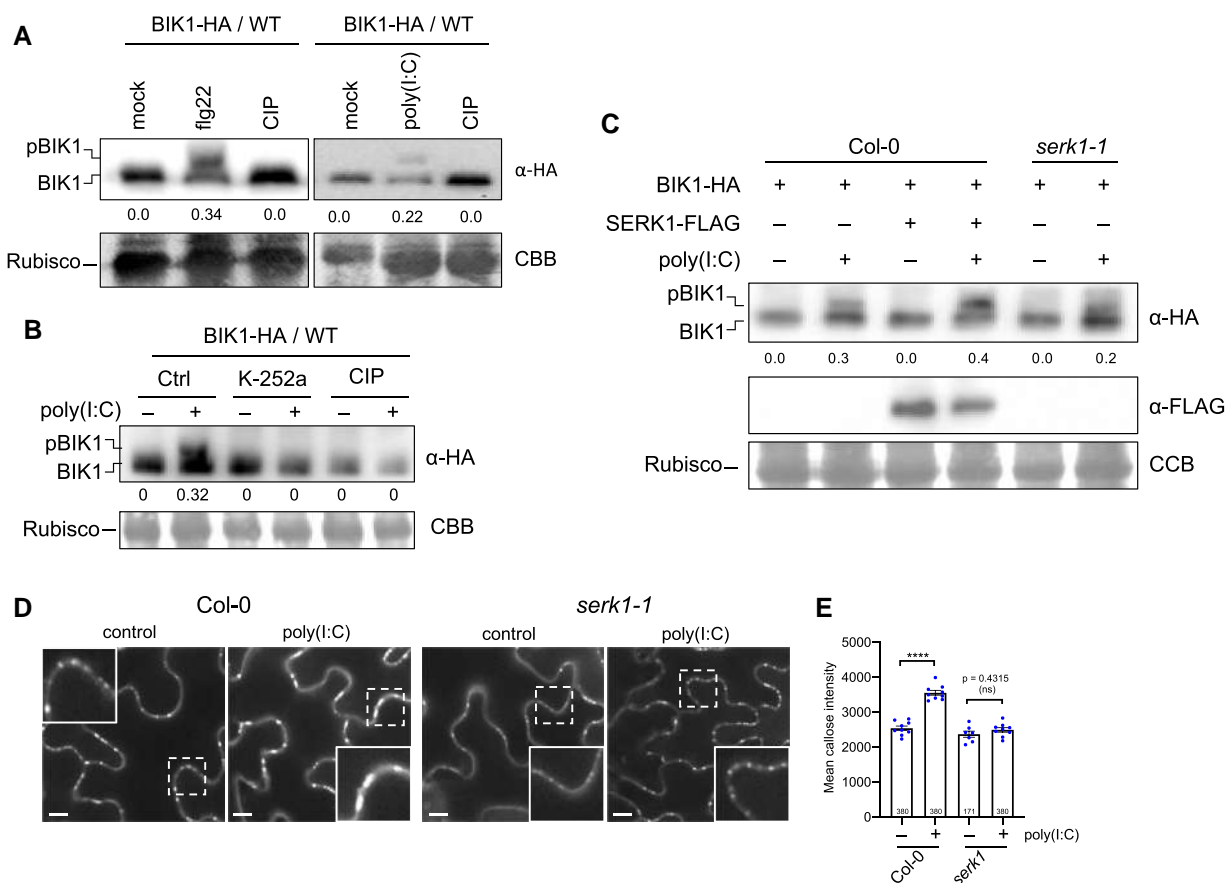 A
BIK1-HA / WT
BIK1-HA / WT
mock
flg22
CIP
mock
poly(I:C)
CIP
pBIK1
BIK1
α-HA
0.0 0.34 0.0 0.0 0.22 0.0
Rubisco
CBB
B
BIK1-HA / WT
Ctrl K-252a CIP
poly(I:C) – + – + – +
pBIK1
BIK1
α-HA
0 0.32 0 0 0 0
Rubisco
CBB
C
Col-0 serk1-1
BIK1-HA + + + + + +
SERK1-FLAG – – + + – –
poly(I:C) – + – + – +
pBIK1
BIK1
α-HA
0.0 0.3 0.0 0.4 0.0 0.2
α-FLAG
Rubisco
CCB
D
Col-0 serk1-1
control poly(I:C) control poly(I:C)
E
Mean callose intensity
5000
4000
3000
2000
1000
0
****
p = 0.4315
(ns)
380 380 171 380
– + – + poly(I:C)
Col-0
serk1